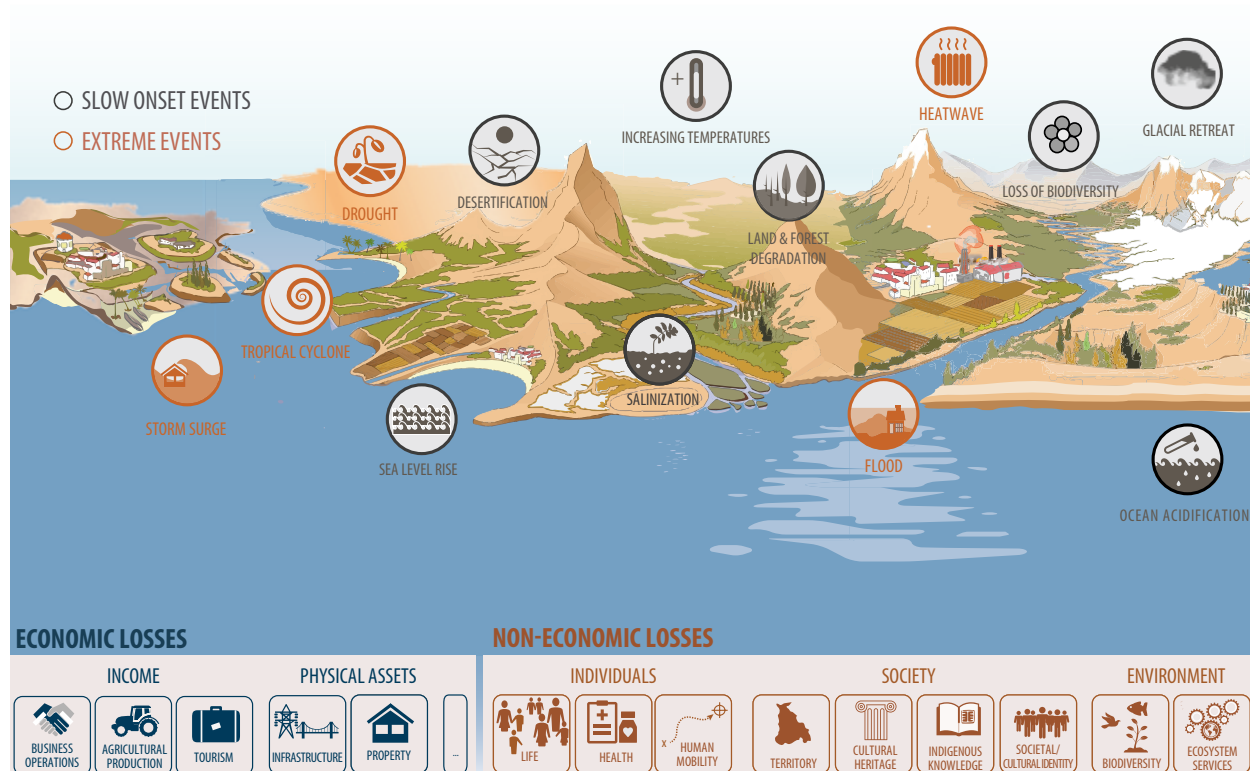 SLOW ONSET EVENTS
EXTREME EVENTS
HEATWAVE
INCREASING TEMPERATURES
GLACIAL RETREAT
LOSS OF BIODIVERSITY
DROUGHT
DESERTIFICATION
LAND & FOREST
DEGRADATION
TROPICAL CYCLONE
STORM SURGE
SALINIZATION
SEA LEVEL RISE
FLOOD
OCEAN ACIDIFICATION
ECONOMIC LOSSES
INCOME
PHYSICAL ASSETS
BUSINESS
OPERATIONS
AGRICULTURAL
PRODUCTION
TOURISM
INFRASTRUCTURE
PROPERTY
...
NON-ECONOMIC LOSSES
INDIVIDUALS
SOCIETY
ENVIRONMENT
LIFE
HEALTH
X
HUMAN
MOBILITY
TERRITORY
CULTURAL
HERITAGE
INDIGENOUS
KNOWLEDGE
SOCIETAL/
CULTURAL IDENTITY
BIODIVERSITY
ECOSYSTEM
SERVICES